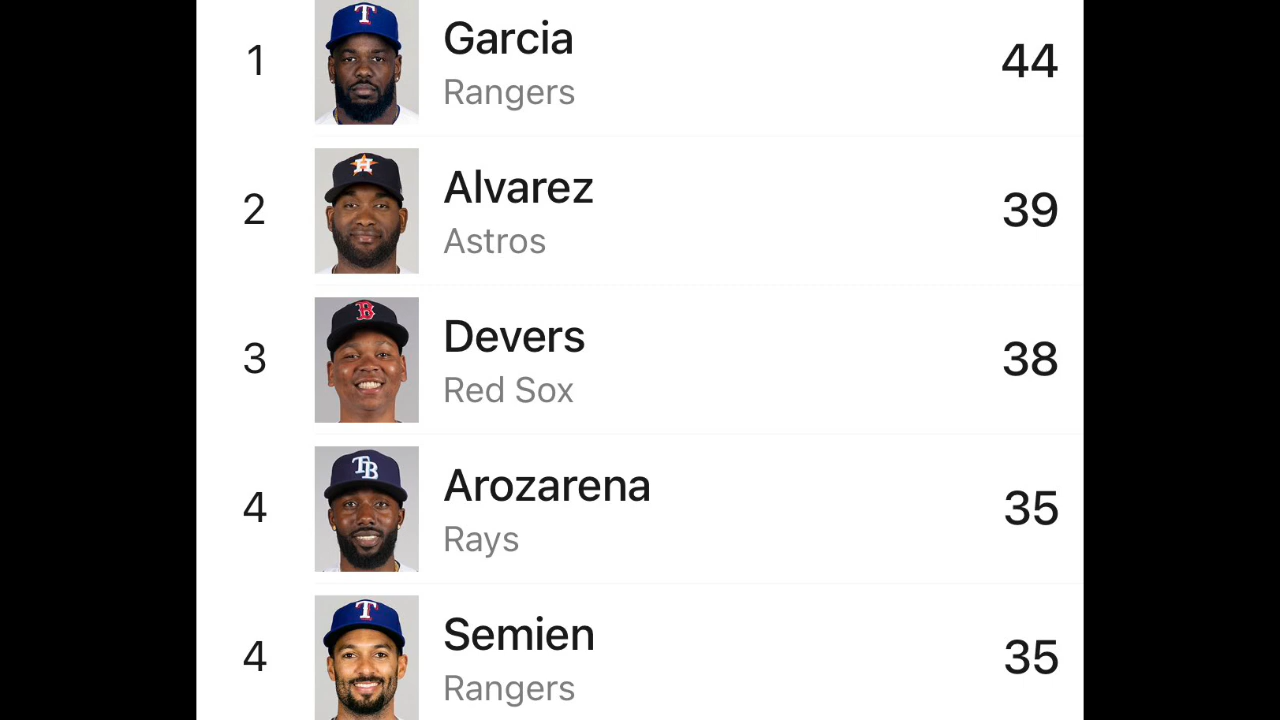 1
Garcia
Rangers
44
2
Alvarez
Astros
39
3
Devers
Red Sox
38
4
Arozarena
Rays
35
4
Semien
Rangers
35
T
H
B
TB
T